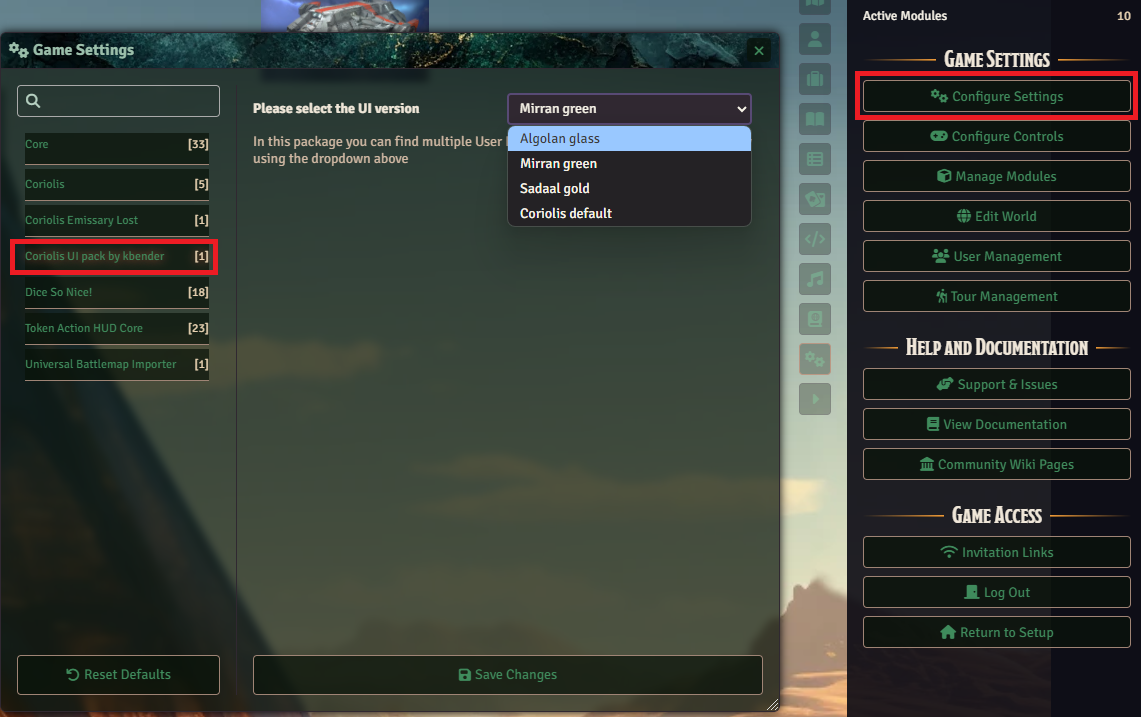 Game Settings
Core [33]
Coriolis [5]
Coriolis Emissary Lost [1]
Coriolis UI pack by kbender [1]
Dice So Nice! [18]
Token Action HUD Core [23]
Universal Battlemap Importer [1]
Reset Defaults
Please select the UI version
Mirran green
In this package you can find multiple User
using the dropdown above
Algolan glass
Mirran green
Sadaal gold
Coriolis default
Save Changes
Active Modules 10
Game Settings
Configure Settings
Configure Controls
Manage Modules
Edit World
User Management
Tour Management
Help and Documentation
Support & Issues
View Documentation
Community Wiki Pages
Game Access
Invitation Links
Log Out
Return to Setup